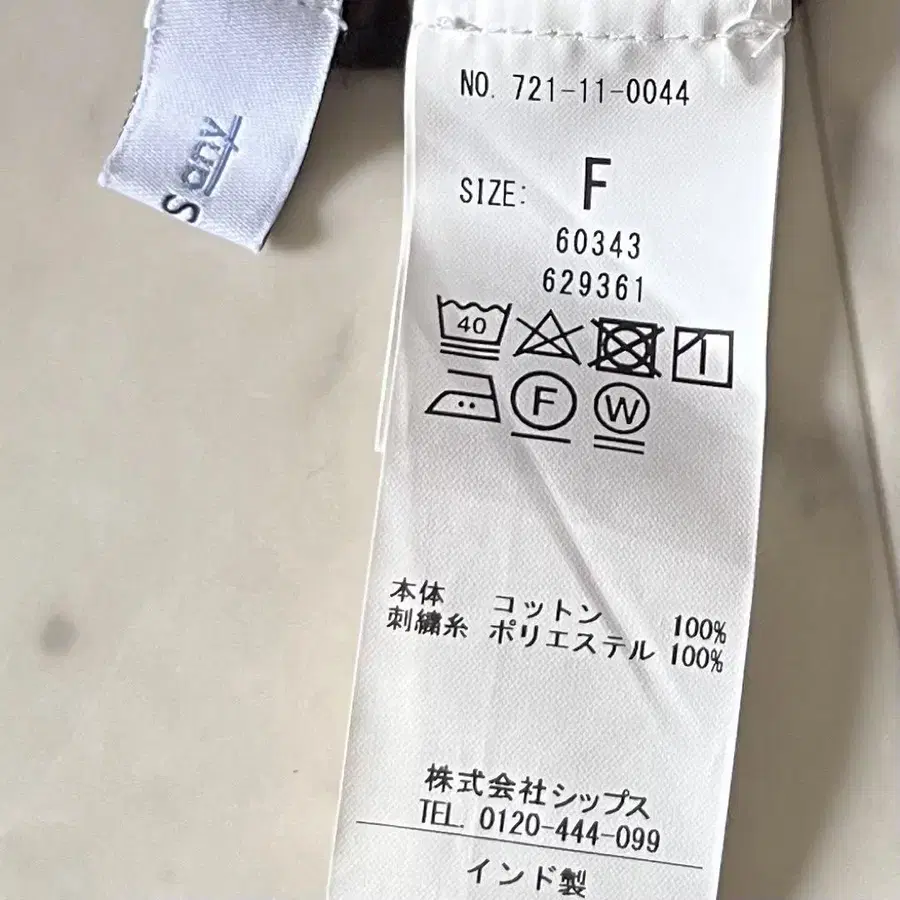 any
S
NO. 721-11-0044
SIZE: F
60343
629361
40
F W
本体 コットン 100%
刺繍糸 ポリエステル 100%
株式会社シップス
TEL. 0120-444-099
インド製